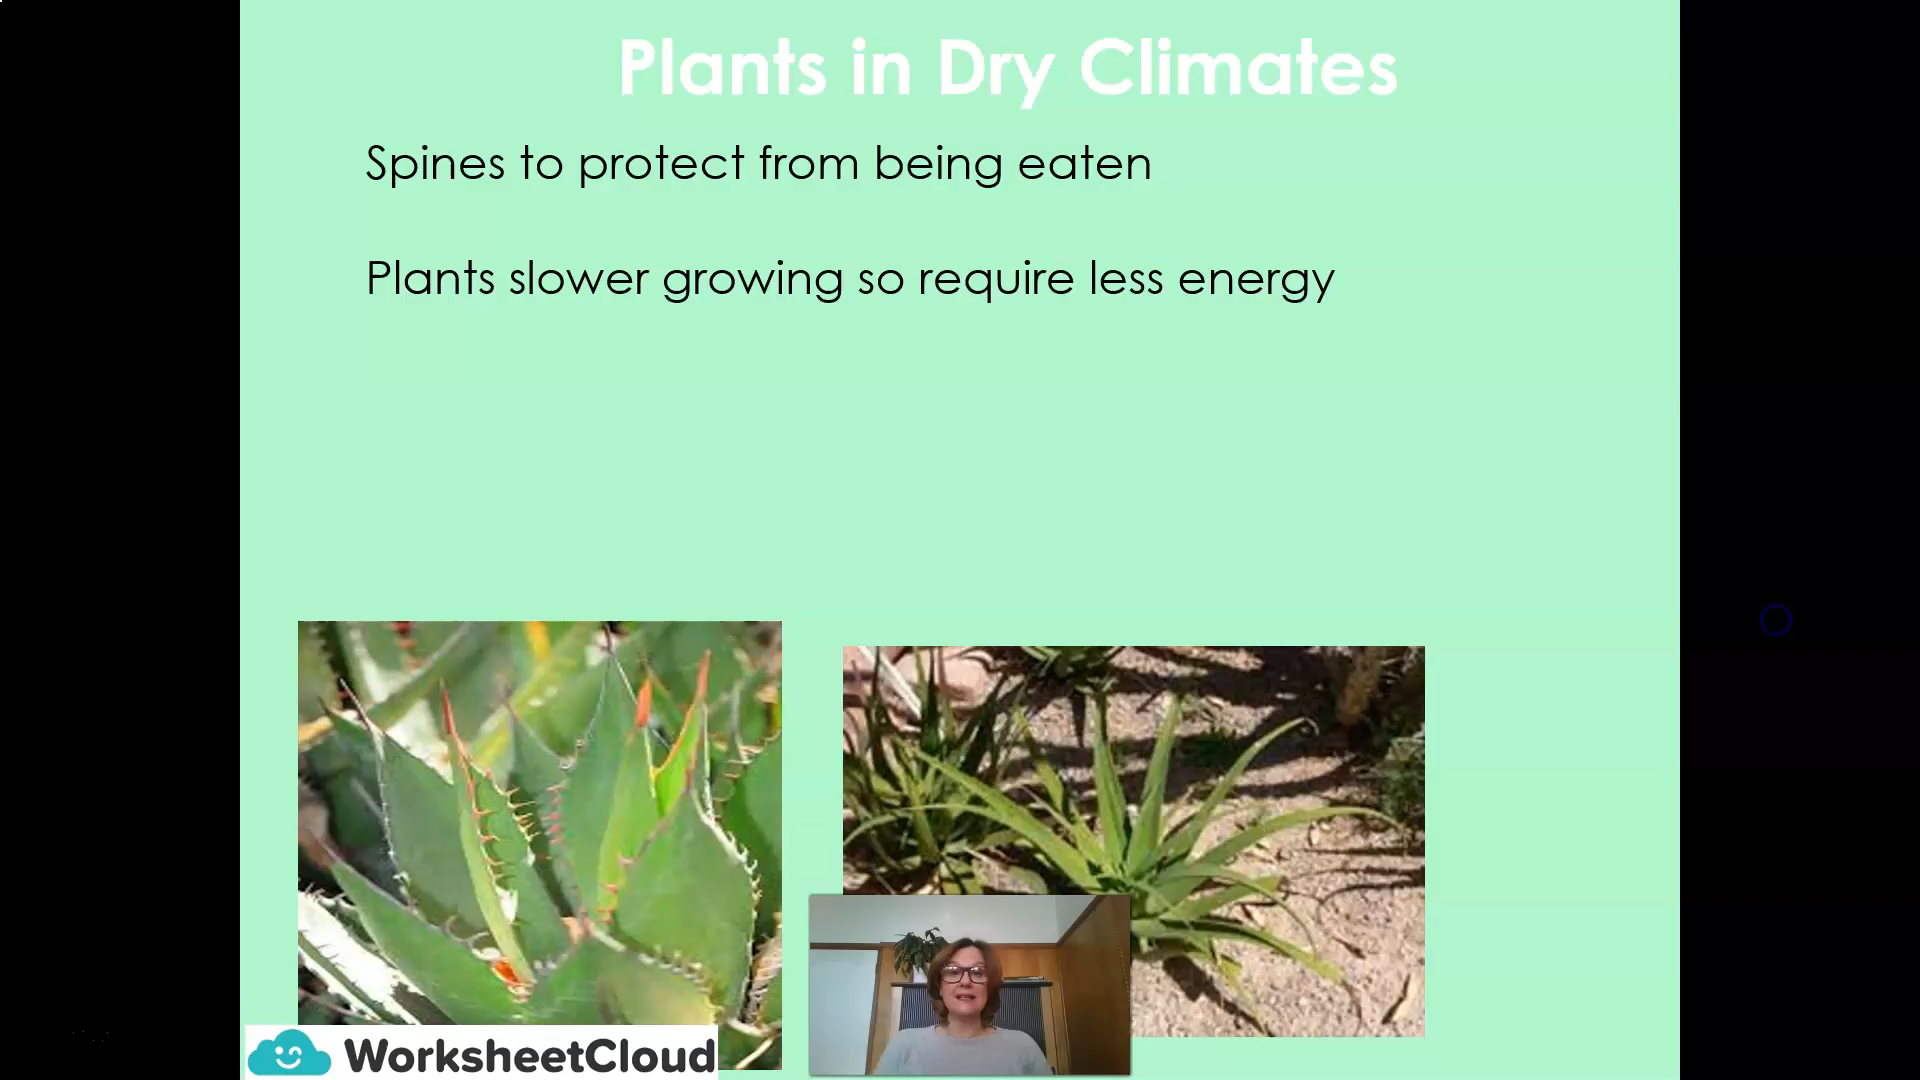 Plants in Dry Climates
Spines to protect from being eaten
Plants slower growing so require less energy
WorksheetCloud